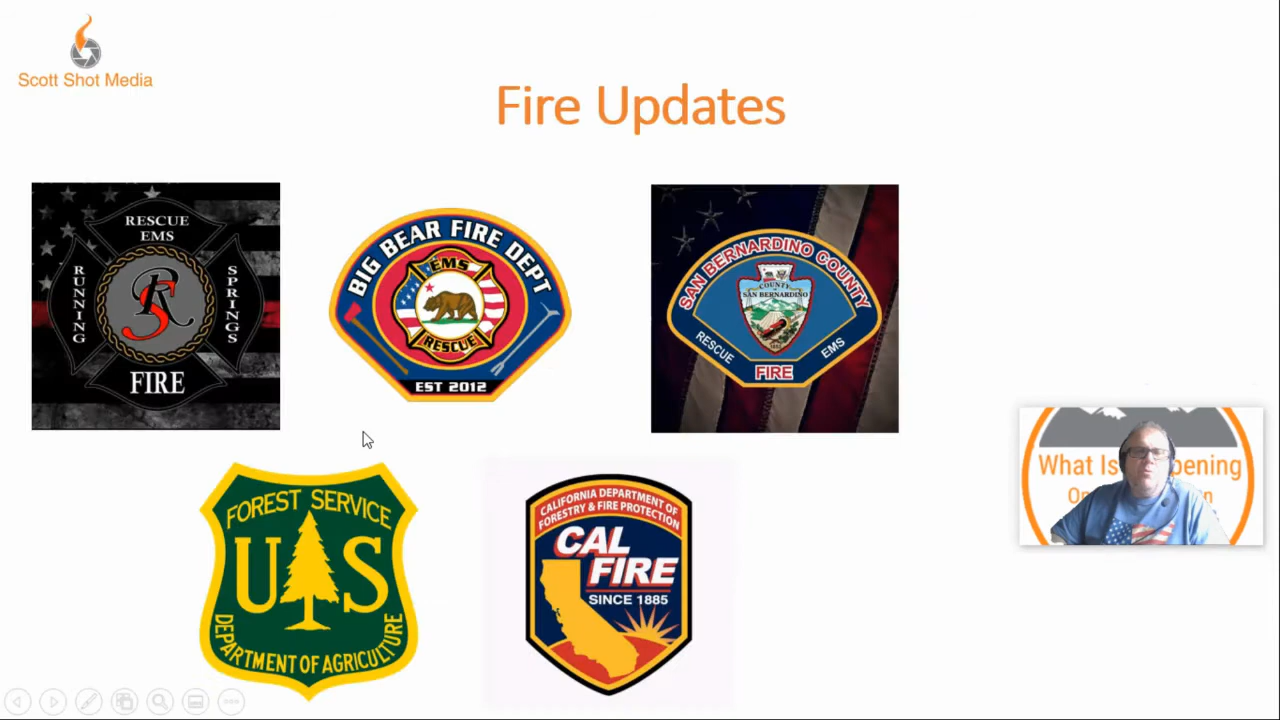 Scott Shot Media
Fire Updates
RESCUE
EMS
RUNNING
SPRINGS
RS
FIRE
BIG BEAR FIRE DEPT
EMS
RESCUE
EST 2012
SAN BERNARDINO COUNTY
COUNTY
SAN BERNARDINO
RESCUE
EMS
FIRE
What Is
pening
On
n
FOREST SERVICE
U S
DEPARTMENT OF AGRICULTURE
CALIFORNIA DEPARTMENT OF
FORESTRY & FIRE PROTECTION
CAL
FIRE
SINCE 1885